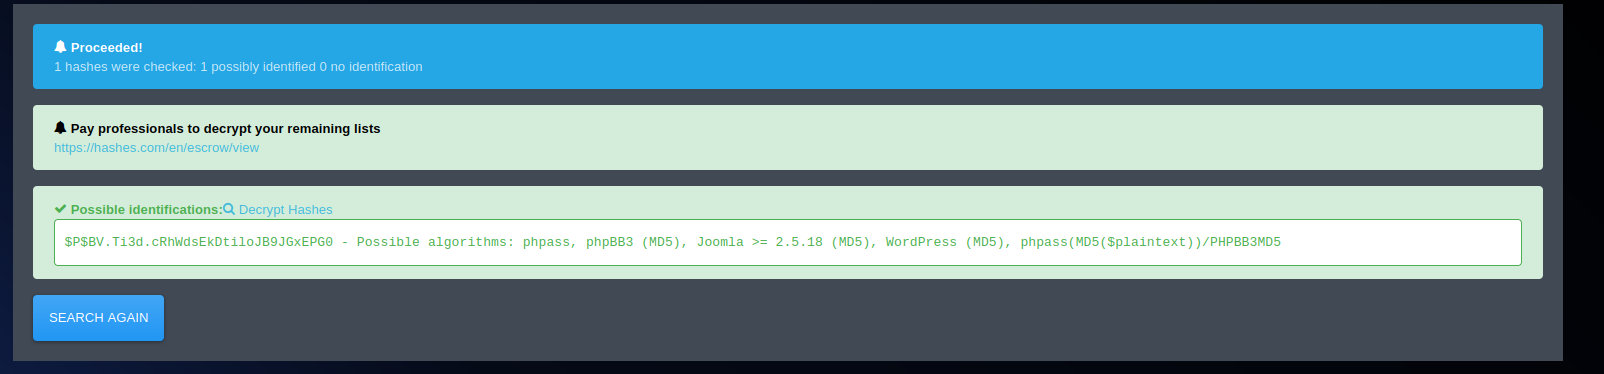 Proceeded!
1 hashes were checked: 1 possibly identified 0 no identification
Pay professionals to decrypt your remaining lists
https://hashes.com/en/escrow/view
Possible identifications: Decrypt Hashes
$P$BV.Ti3d.cRhWdsEkDtiloJB9JGxEPG0 - Possible algorithms: phpass, phpBB3 (MD5), Joomla >= 2.5.18 (MD5), WordPress (MD5), phpass(MD5($plaintext))/PHPBB3MD5
SEARCH AGAIN